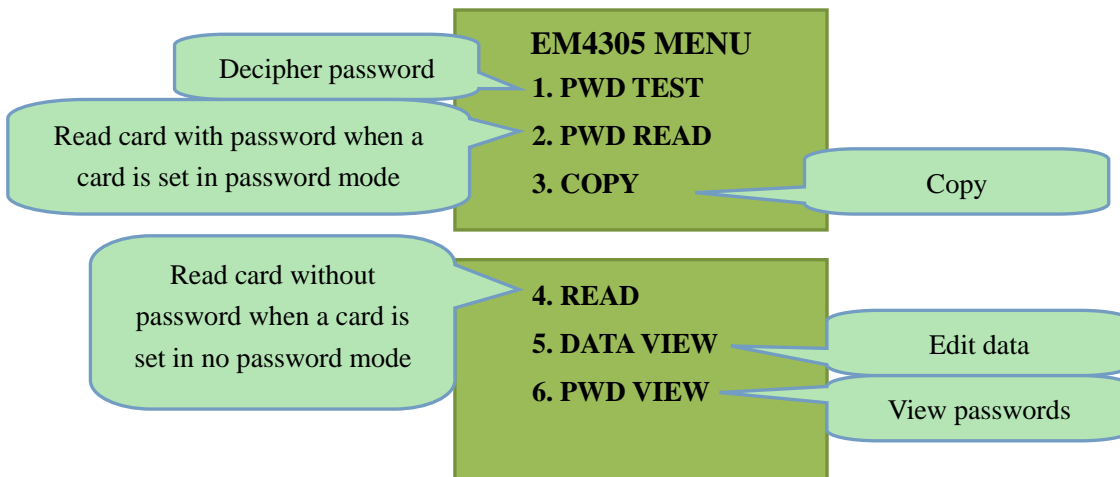 EM4305 MENU
Decipher password
1. PWD TEST
Read card with password when a
card is set in password mode
2. PWD READ
3. COPY
Copy
Read card without
password when a card is
set in no password mode
4. READ
5. DATA VIEW
Edit data
6. PWD VIEW
View passwords